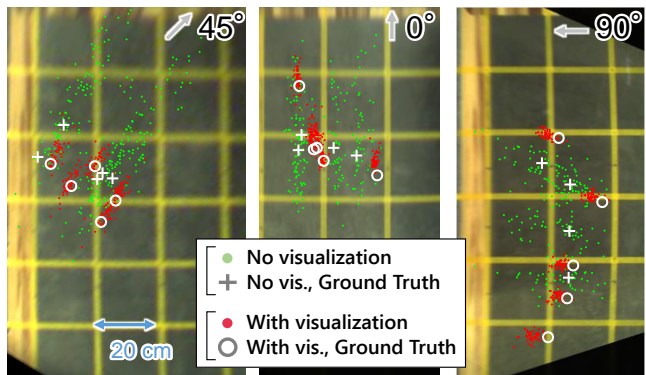 45°
0°
90°
No visualization
No vis., Ground Truth
With visualization
With vis., Ground Truth
20 cm